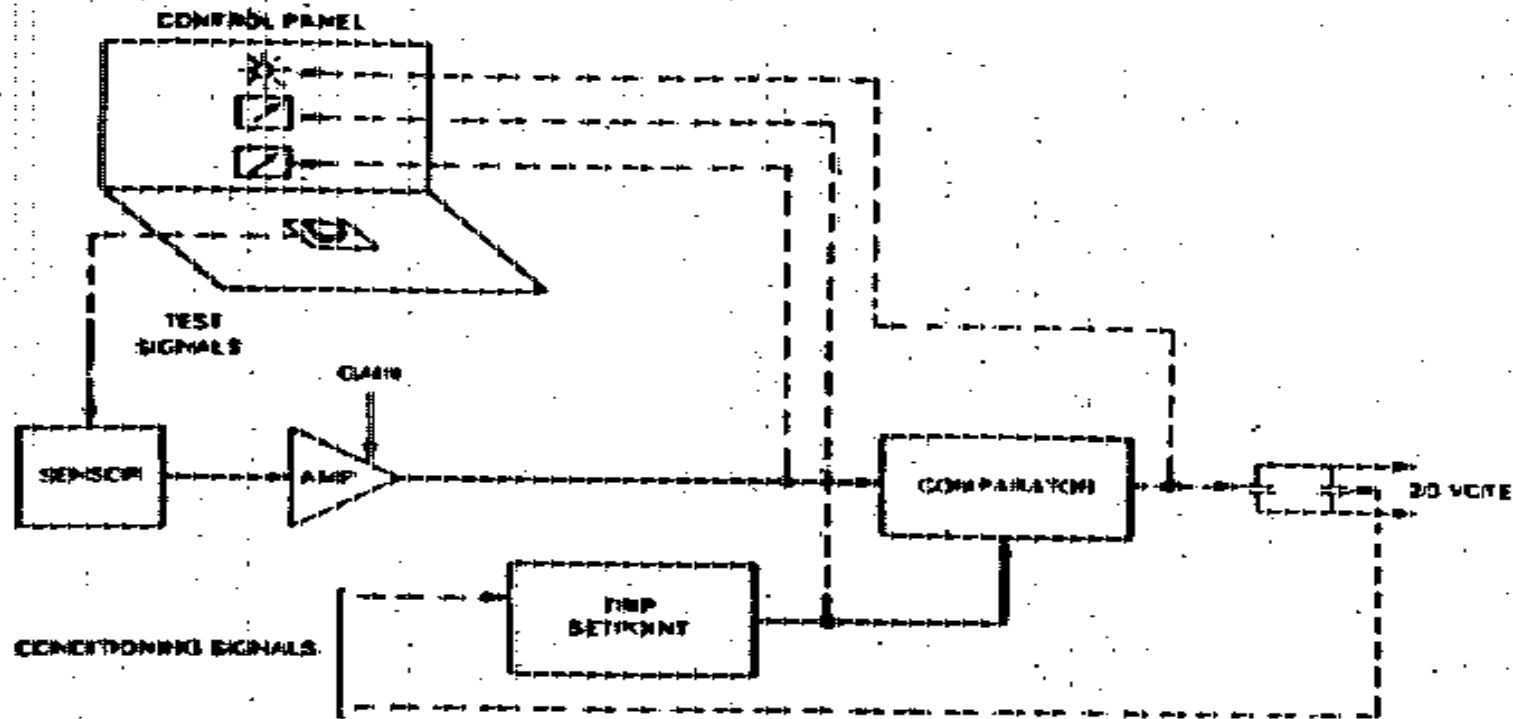 CONTROL PANEL
TEST
SIGNALS
GAIN
SENSOR
AMP
COMPARATOR
2/3 VOTE
TRIP
SETPOINT
CONDITIONING SIGNALS